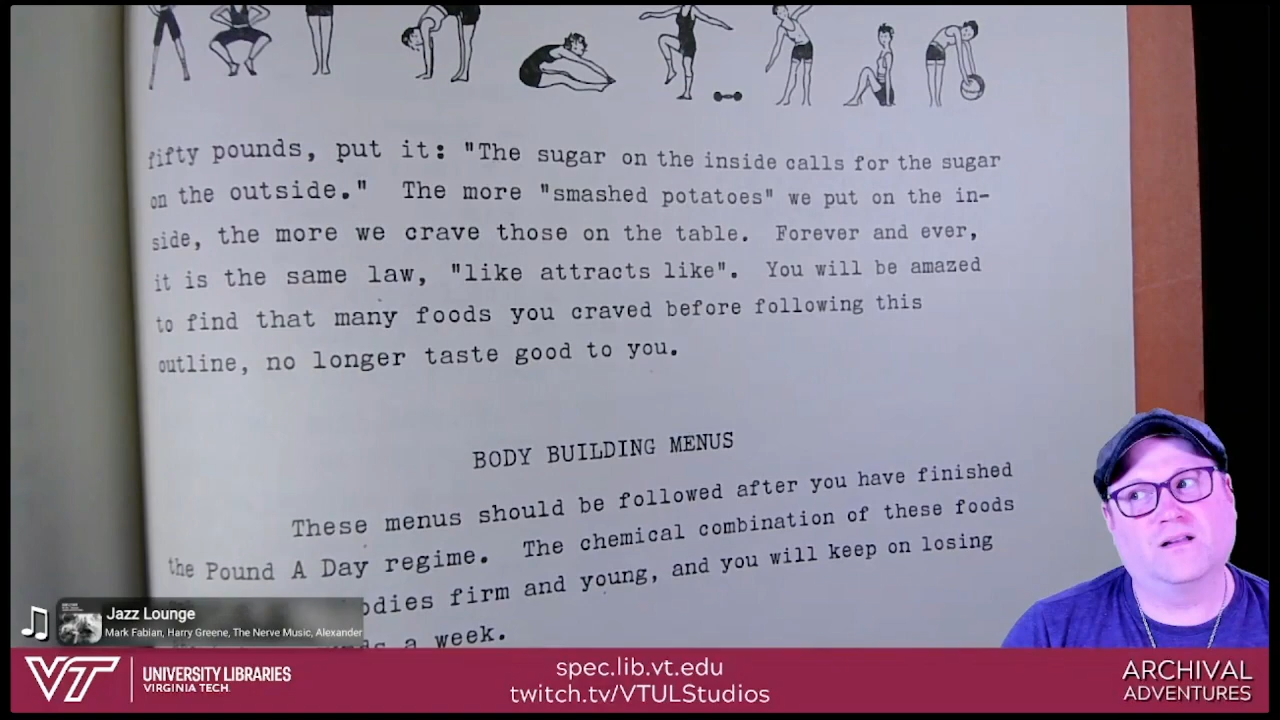 fifty pounds, put it: "The sugar on the inside calls for the sugar
on the outside." The more "smashed potatoes" we put on the in-
side, the more we crave those on the table. Forever and ever,
it is the same law, "like attracts like". You will be amazed
to find that many foods you craved before following this
outline, no longer taste good to you.
BODY BUILDING MENUS
These menus should be followed after you have finished
the Pound A Day regime. The chemical combination of these foods
odies firm and young, and you will keep on losing
a week.
Jazz Lounge
Mark Fabian, Harry Greene, The Nerve Music, Alexander
VT UNIVERSITY LIBRARIES
VIRGINIA TECH.
spec.lib.vt.edu
twitch.tv/VTULStudios
ARCHIVAL
ADVENTURES